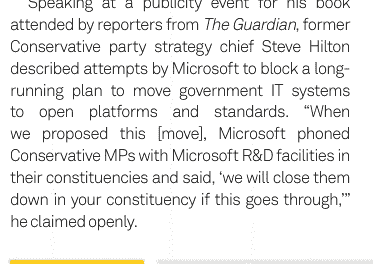 Speaking at a publicity event for his book
attended by reporters from The Guardian, former
Conservative party strategy chief Steve Hilton
described attempts by Microsoft to block a long-
running plan to move government IT systems
to open platforms and standards. “When
we proposed this [move], Microsoft phoned
Conservative MPs with Microsoft R&D facilities in
their constituencies and said, ‘we will close them
down in your constituency if this goes through,’”
he claimed openly.